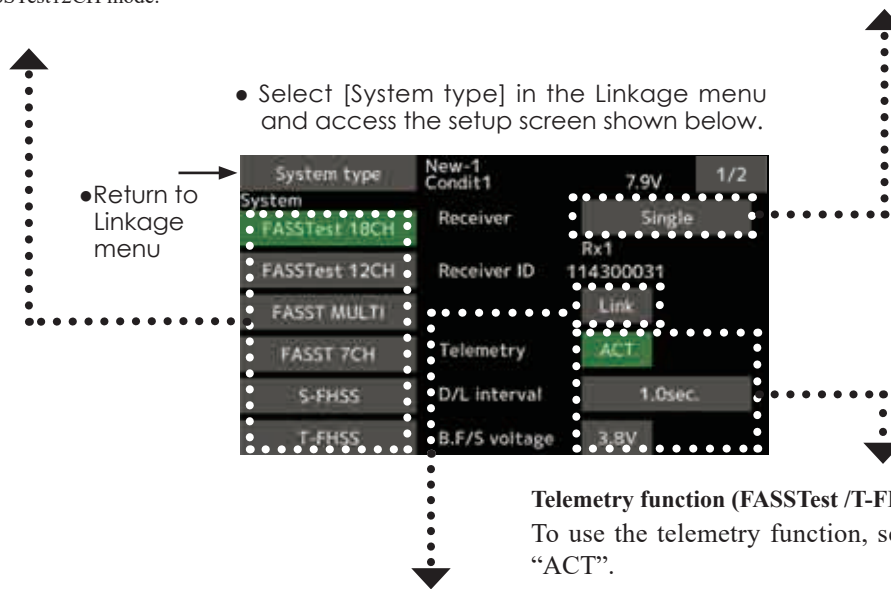 SSTest12CH mode.
● Select [System type] in the Linkage menu
and access the setup screen shown below.
●Return to
Linkage
menu
System type
New-1
Condit1
7.9V
1/2
System
FASSTest 18CH
Receiver
Single
Rx1
FASSTest 12CH
Receiver ID
114300031
FASST MULTI
Link
FASST 7CH
Telemetry
ACT
S-FHSS
D/L interval
1.0sec.
T-FHSS
B.F/S voltage
3.8V
Telemetry function (FASSTest /T-F
To use the telemetry function, s
“ACT”.